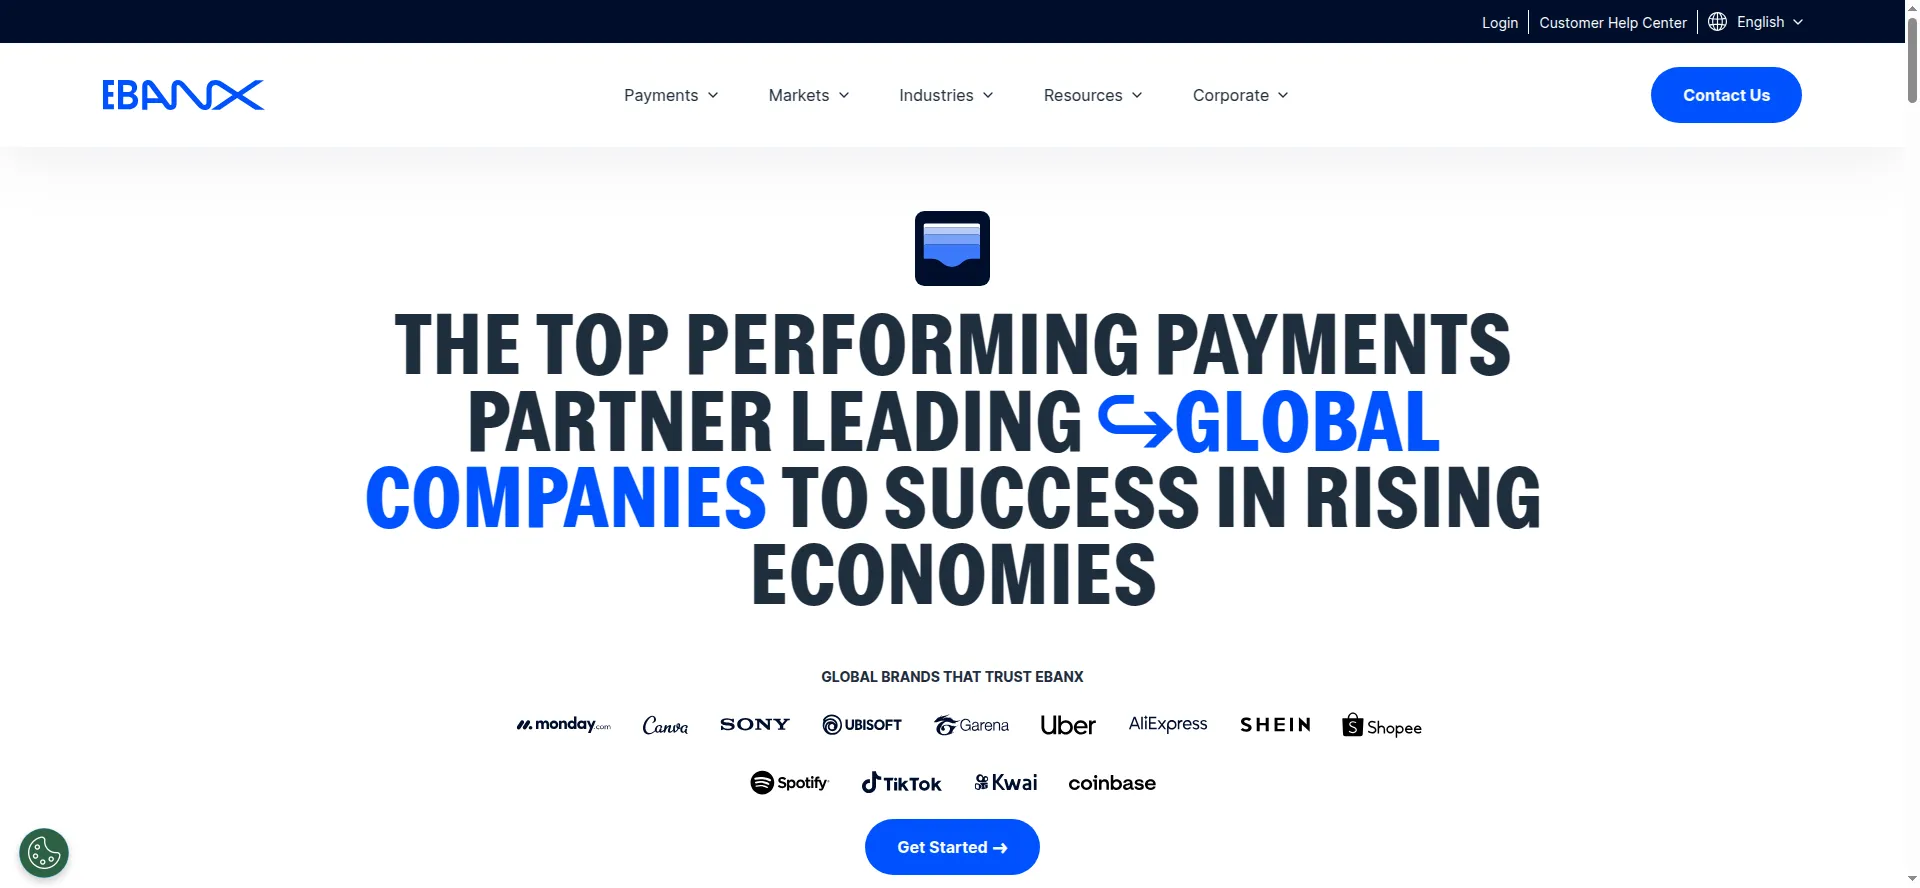 Login
Customer Help Center
English
EBANX
Payments
Markets
Industries
Resources
Corporate
Contact Us
THE TOP PERFORMING PAYMENTS
PARTNER LEADING ↪GLOBAL
COMPANIES TO SUCCESS IN RISING
ECONOMIES
GLOBAL BRANDS THAT TRUST EBANX
monday.com Canva SONY UBISOFT Garena Uber AliExpress SHEIN Shopee
Spotify TikTok Kwai coinbase
Get Started →